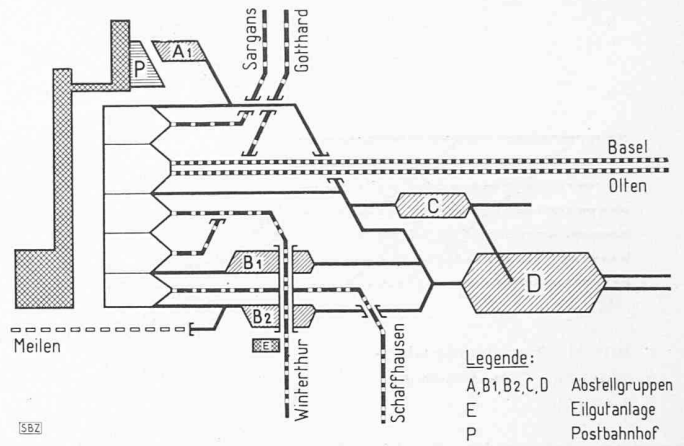 Sargans
Gotthard
P
A1
Basel
Olten
C
B1
D
B2
E
Meilen
Winterthur
Schaffhausen
Legende:
A,B1,B2,C,D Abstellgruppen
E Eilgutanlage
P Postbahnhof
SBZ